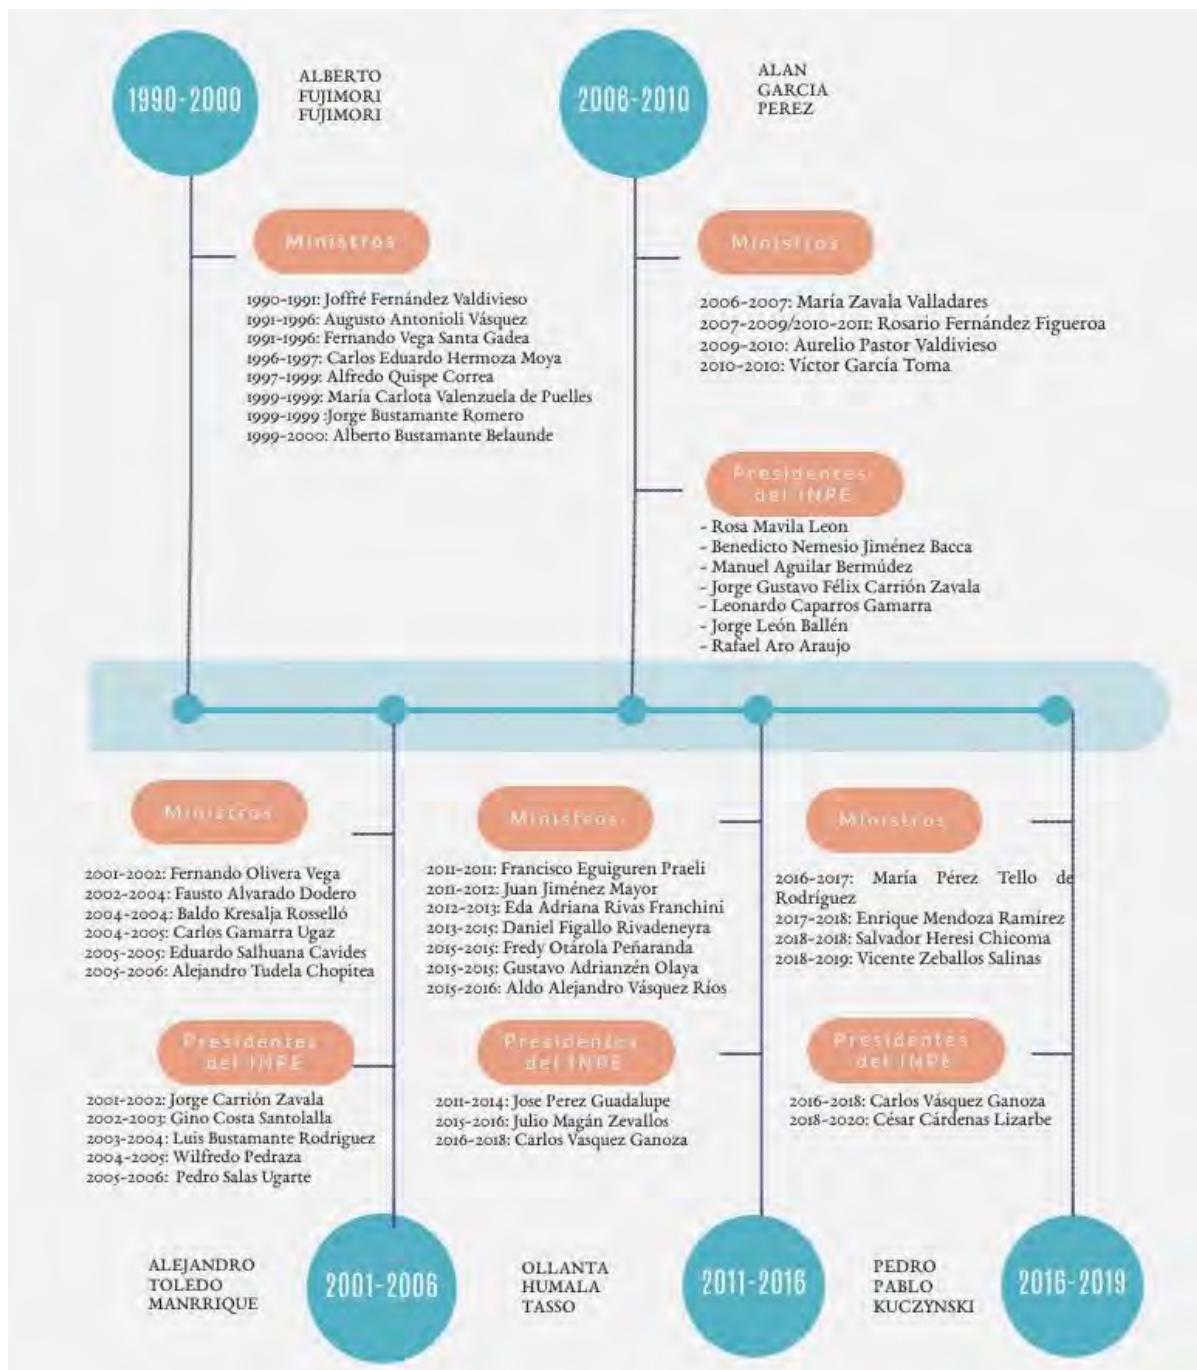 1990-2000
ALBERTO
FUJIMORI
FUJIMORI
Ministros
1990-1991: Joffré Fernández Valdivieso
1991-1996: Augusto Antonioli Vásquez
1991-1996: Fernando Vega Santa Gadea
1996-1997: Carlos Eduardo Hermoza Moya
1997-1999: Alfredo Quispe Correa
1999-1999: María Carlota Valenzuela de Puelles
1999-1999 :Jorge Bustamante Romero
1999-2000: Alberto Bustamante Belaunde
2006-2010
ALAN
GARCIA
PEREZ
Ministros
2006-2007: María Zavala Valladares
2007-2009/2010-2011: Rosario Fernández Figueroa
2009-2010: Aurelio Pastor Valdivieso
2010-2010: Víctor García Toma
Presidentes
del INPE
- Rosa Mavila Leon
- Benedicto Nemesio Jiménez Bacca
- Manuel Aguilar Bermúdez
- Jorge Gustavo Félix Carrión Zavala
- Leonardo Caparros Gamarra
- Jorge León Ballén
- Rafael Aro Araujo
Ministros
2001-2002: Fernando Olivera Vega
2002-2004: Fausto Alvarado Dodero
2004-2004: Baldo Kresalja Rosselló
2004-2005: Carlos Gamarra Ugaz
2005-2005: Eduardo Salhuana Cavides
2005-2006: Alejandro Tudela Chopitea
Presidentes
del INPE
2001-2002: Jorge Carrión Zavala
2002-2003: Gino Costa Santolalla
2003-2004: Luis Bustamante Rodriguez
2004-2005: Wilfredo Pedraza
2005-2006: Pedro Salas Ugarte
ALEJANDRO
TOLEDO
MANRRIQUE
2001-2006
Ministros
2011-2011: Francisco Eguiguren Praeli
2011-2012: Juan Jiménez Mayor
2012-2013: Eda Adriana Rivas Franchini
2013-2015: Daniel Figallo Rivadeneyra
2015-2015: Fredy Otárola Peñaranda
2015-2015: Gustavo Adrianzén Olaya
2015-2016: Aldo Alejandro Vásquez Ríos
Presidentes
del INPE
2011-2014: Jose Perez Guadalupe
2015-2016: Julio Magán Zevallos
2016-2018: Carlos Vasquez Ganoza
OLLANTA
HUMALA
TASSO
2011-2016
Ministros
2016-2017: María Pérez Tello de
Rodríguez
2017-2018: Enrique Mendoza Ramírez
2018-2018: Salvador Heresi Chicoma
2018-2019: Vicente Zeballos Salinas
Presidentes
del INPE
2016-2018: Carlos Vásquez Ganoza
2018-2020: César Cárdenas Lizarbe
PEDRO
PABLO
KUCZYNSKI
2016-2019